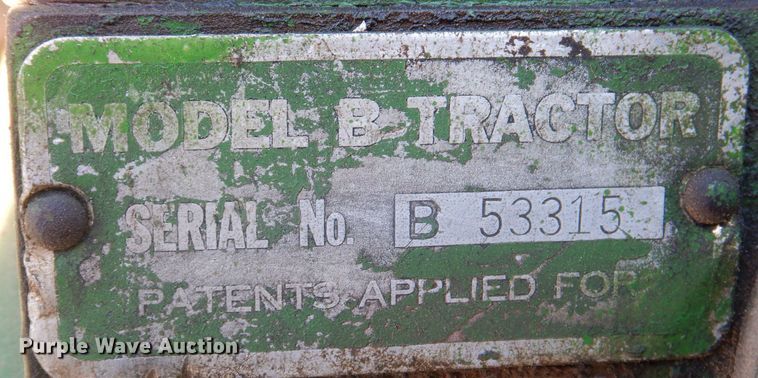 MODEL B TRACTOR
SERIAL No. B 53315
PATENTS APPLIED FOR
Purple Wave Auction